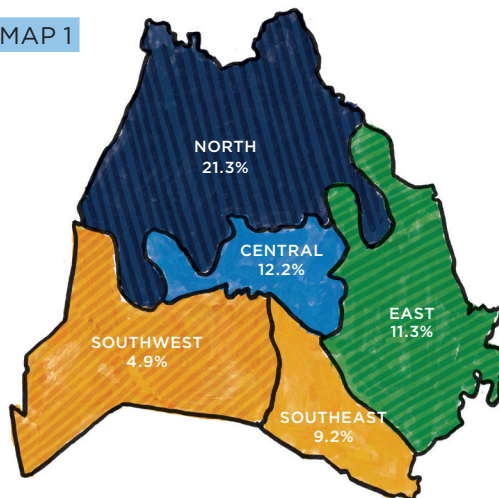 MAP 1
NORTH
21.3%
CENTRAL
12.2%
EAST
11.3%
SOUTHWEST
4.9%
SOUTHEAST
9.2%